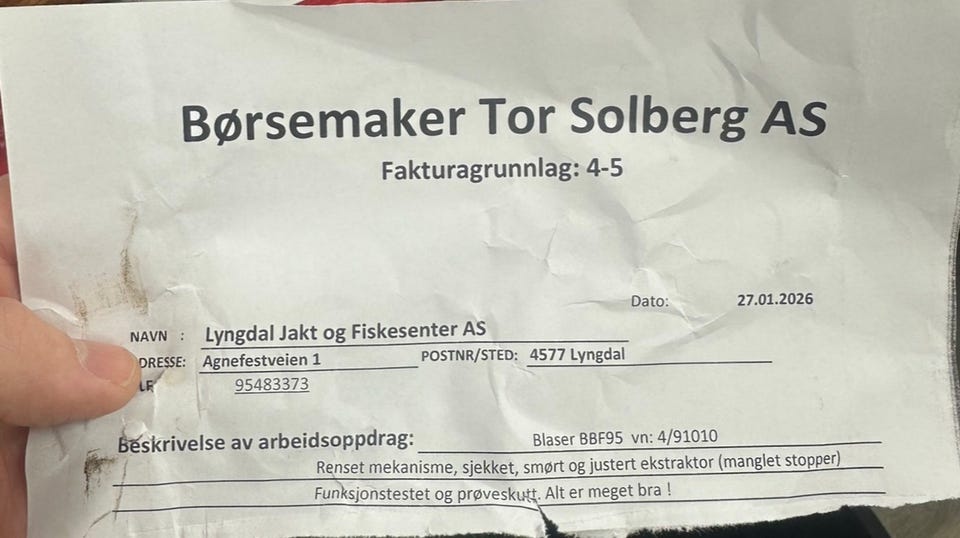 Børsemaker Tor Solberg AS
Fakturagrunnlag: 4-5
Dato: 27.01.2026
NAVN : Lyngdal Jakt og Fiskesenter AS
DRESSE: Agnefestveien 1 POSTNR/STED: 4577 Lyngdal
LF 95483373
Beskrivelse av arbeidsoppdrag: Blaser BBF95 vn: 4/91010
Renset mekanisme, sjekket, smørt og justert ekstraktor (manglet stopper)
Funksjonstestet og prøveskutt. Alt er meget bra !